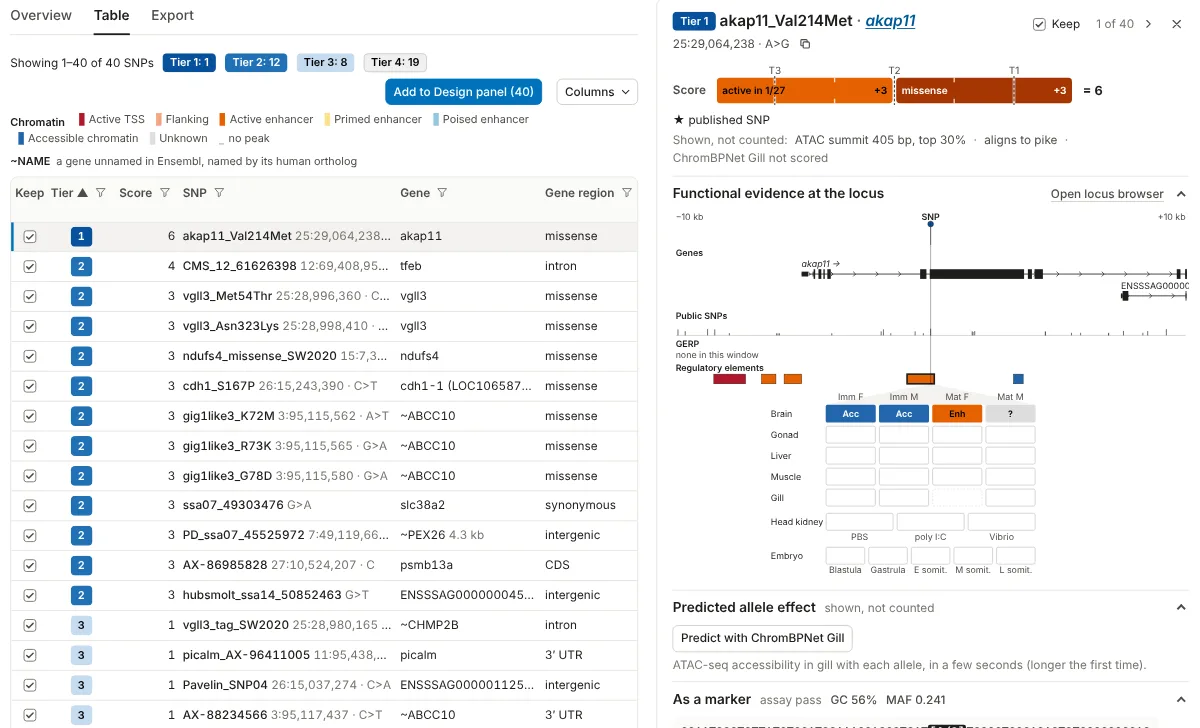 Overview Table Export
Showing 1–40 of 40 SNPs Tier 1: 1 Tier 2: 12 Tier 3: 8 Tier 4: 19
Add to Design panel (40) Columns
Chromatin Active TSS Flanking Active enhancer Primed enhancer Poised enhancer
Accessible chromatin Unknown no peak
~NAME a gene unnamed in Ensembl, named by its human ortholog
Keep Tier ▲ Score SNP Gene Gene region
1 6 akap11_Val214Met 25:29,064,238... akap11 missense
2 4 CMS_12_61626398 12:69,408,95... tfeb intron
2 3 vgll3_Met54Thr 25:28,996,360 · C... vgll3 missense
2 3 vgll3_Asn323Lys 25:28,998,410 · ... vgll3 missense
2 3 ndufs4_missense_SW2020 15:7,3... ndufs4 missense
2 3 cdh1_S167P 26:15,243,390 · C>T cdh1-1 (LOC106587... missense
2 3 gig1like3_K72M 3:95,115,562 · A>T ~ABCC10 missense
2 3 gig1like3_R73K 3:95,115,565 · G>A ~ABCC10 missense
2 3 gig1like3_G78D 3:95,115,580 · G>A ~ABCC10 missense
2 3 ssa07_49303476 G>A slc38a2 synonymous
2 3 PD_ssa07_45525972 7:49,119,66... ~PEX26 4.3 kb intergenic
2 3 AX-86985828 27:10,524,207 · C psmb13a CDS
2 3 hubsmolt_ssa14_50852463 G>T ENSSSAG000000045... intergenic
3 1 vgll3_tag_SW2020 25:28,980,165 ... ~CHMP2B intron
3 1 picalm_AX-96411005 11:95,438,... picalm 3′ UTR
3 1 Pavelin_SNP04 26:15,037,274 · C>A ENSSSAG000001125... intergenic
3 1 AX-88234566 3:95,117,437 · C>T ~ABCC10 3′ UTR
Tier 1 akap11_Val214Met · akap11 Keep 1 of 40
25:29,064,238 · A>G
T3 T2 T1
Score active in 1/27 +3 missense +3 = 6
★ published SNP
Shown, not counted: ATAC summit 405 bp, top 30% · aligns to pike ·
ChromBPNet Gill not scored
Functional evidence at the locus Open locus browser
−10 kb SNP +10 kb
Genes
akap11 →
ENSSSAG00000
Public SNPs
GERP
none in this window
Regulatory elements
Imm F Imm M Mat F Mat M
Brain Acc Acc Enh ?
Gonad
Liver
Muscle
Gill
Head kidney
PBS poly I:C Vibrio
Embryo
Blastula Gastrula E somit. M somit. L somit.
Predicted allele effect shown, not counted
Predict with ChromBPNet Gill
ATAC-seq accessibility in gill with each allele, in a few seconds (longer the first time).
As a marker assay pass GC 56% MAF 0.241